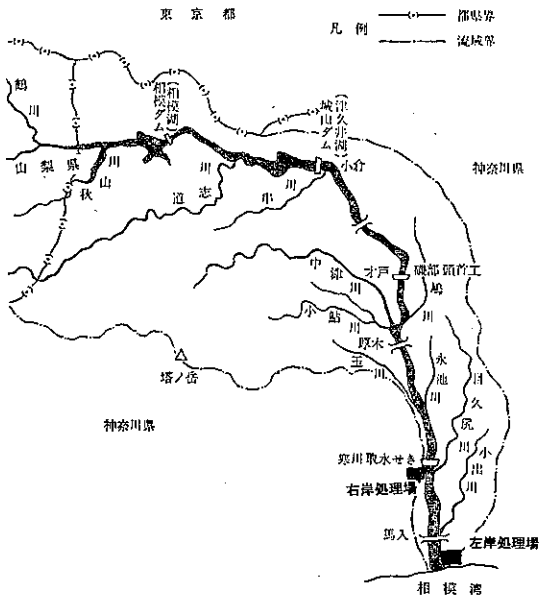 東京都
凡例
都県界
流域界
鶴川
(相模湖)
相模ダム
(津久井湖)
城山ダム
小倉
神奈川県
山梨県
秋山川
道志川
串川
才戸
磯部頭首工
鳩川
中津川
小鮎川
厚木
玉川
永池川
目久尻川
小出川
塔ノ岳
神奈川県
寒川取水せき
右岸処理場
馬入
左岸処理場
相模湾